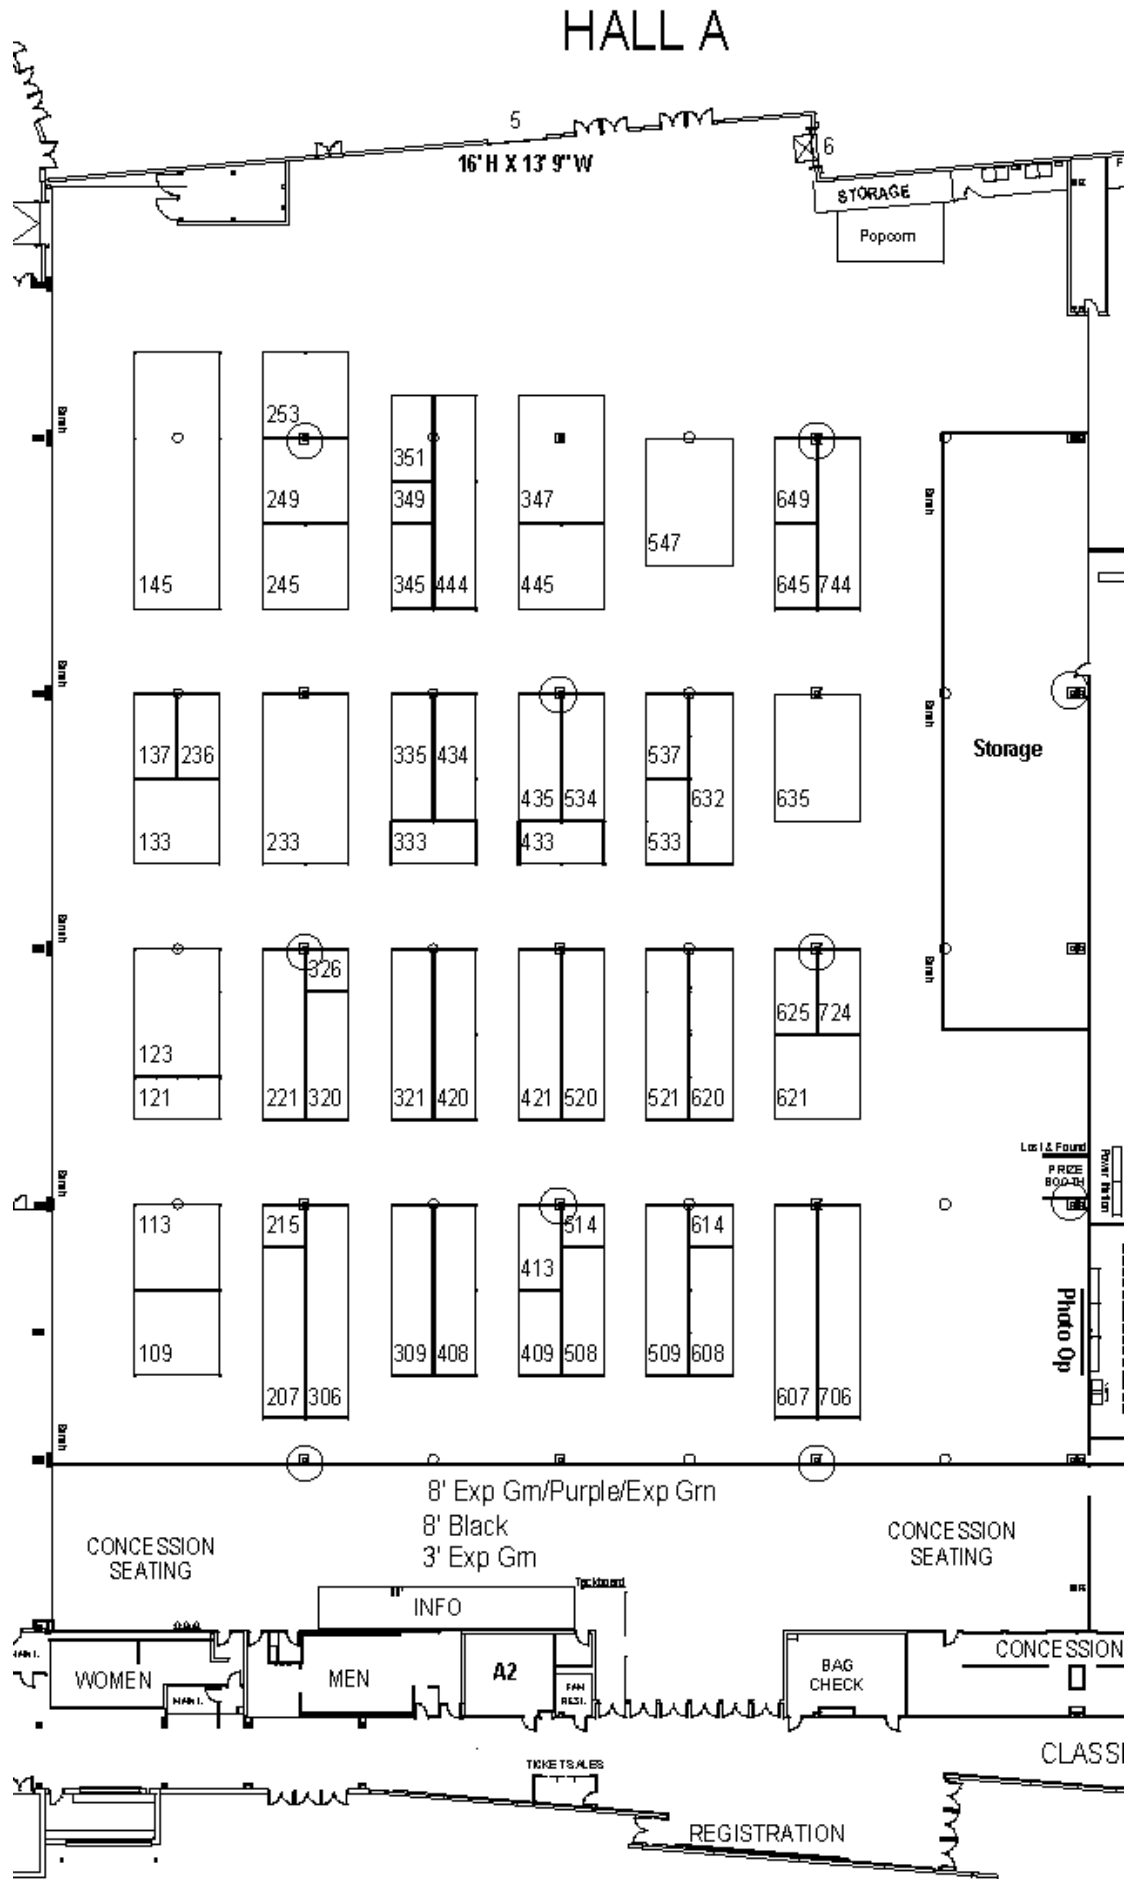 HALL A
5
6
16' H X 13' 9" W
STORAGE
F
Popcorn
253
351
249
349
347
649
547
145
245
345 444
445
645 744
137 236
335 434
537
Storage
435 534
632
635
133
233
333
433
533
326
625 724
123
121
221 320
321 420
421 520
521 620
621
Lost & Found
PRIZE
BOOTH
113
215
514
614
413
Photo Op
109
309 408
409 508
509 608
207 306
607 706
8' Exp Grn/Purple/Exp Grn
8' Black
3' Exp Grn
CONCESSION
SEATING
CONCESSION
SEATING
Tackboard
INFO
WOMEN
MEN
A2
FAM
REST.
BAG
CHECK
CONCESSION
MAINT.
CLASSI
TICKET SALES
REGISTRATION